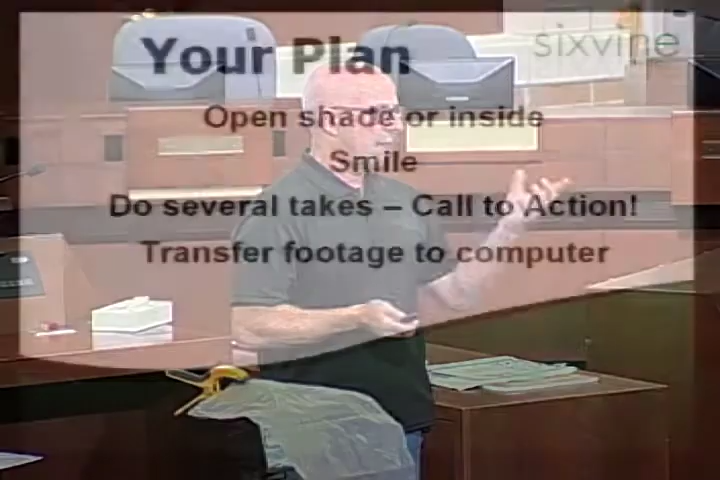 sixvine
Your Plan
Open shade or inside
Smile
Do several takes – Call to Action!
Transfer footage to computer